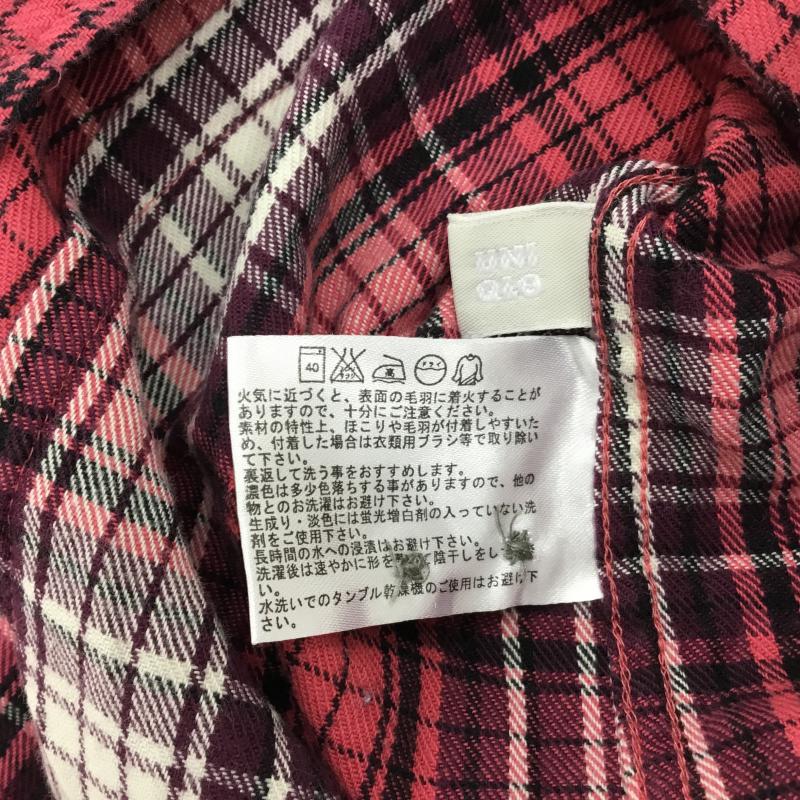 UNI
QLO
40
高
火気に近づくと、表面の毛羽に着火することが
ありますので、十分にご注意ください。
素材の特性上、ほこりや毛羽が付着しやすいた
め、付着した場合は衣類用ブラシ等で取り除い
て下さい。
裏返して洗う事をおすすめします。
濃色は多少色落ちする事がありますので、他の
物とのお洗濯はお避け下さい。
生成り・淡色には蛍光増白剤の入っていない洗
剤をご使用下さい。
長時間の水への浸漬はお避け下さい。
洗濯後は速やかに形を 陰干しをして
い。
水洗いでのタンブル乾燥機のご使用はお避け下
さい。